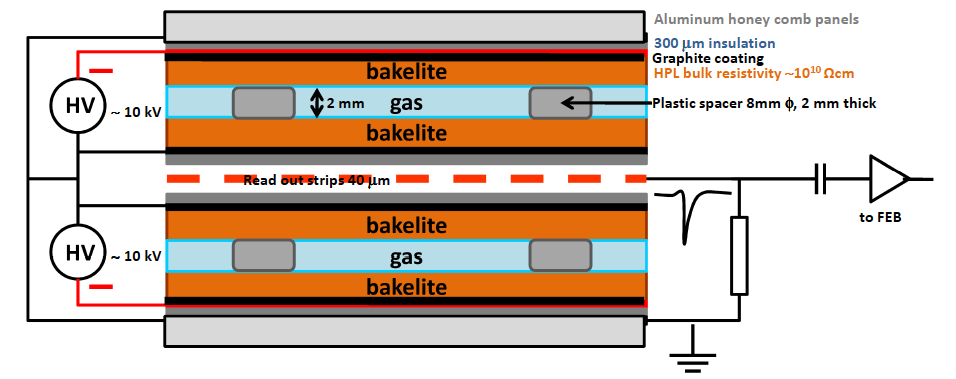 Aluminum honey comb panels
300 μm insulation
Graphite coating
HPL bulk resistivity ~10¹⁰ Ωcm
bakelite
HV
~ 10 kV
2 mm
gas
Plastic spacer 8mm ϕ, 2 mm thick
bakelite
Read out strips 40 μm
to FEB
bakelite
HV
~ 10 kV
gas
bakelite